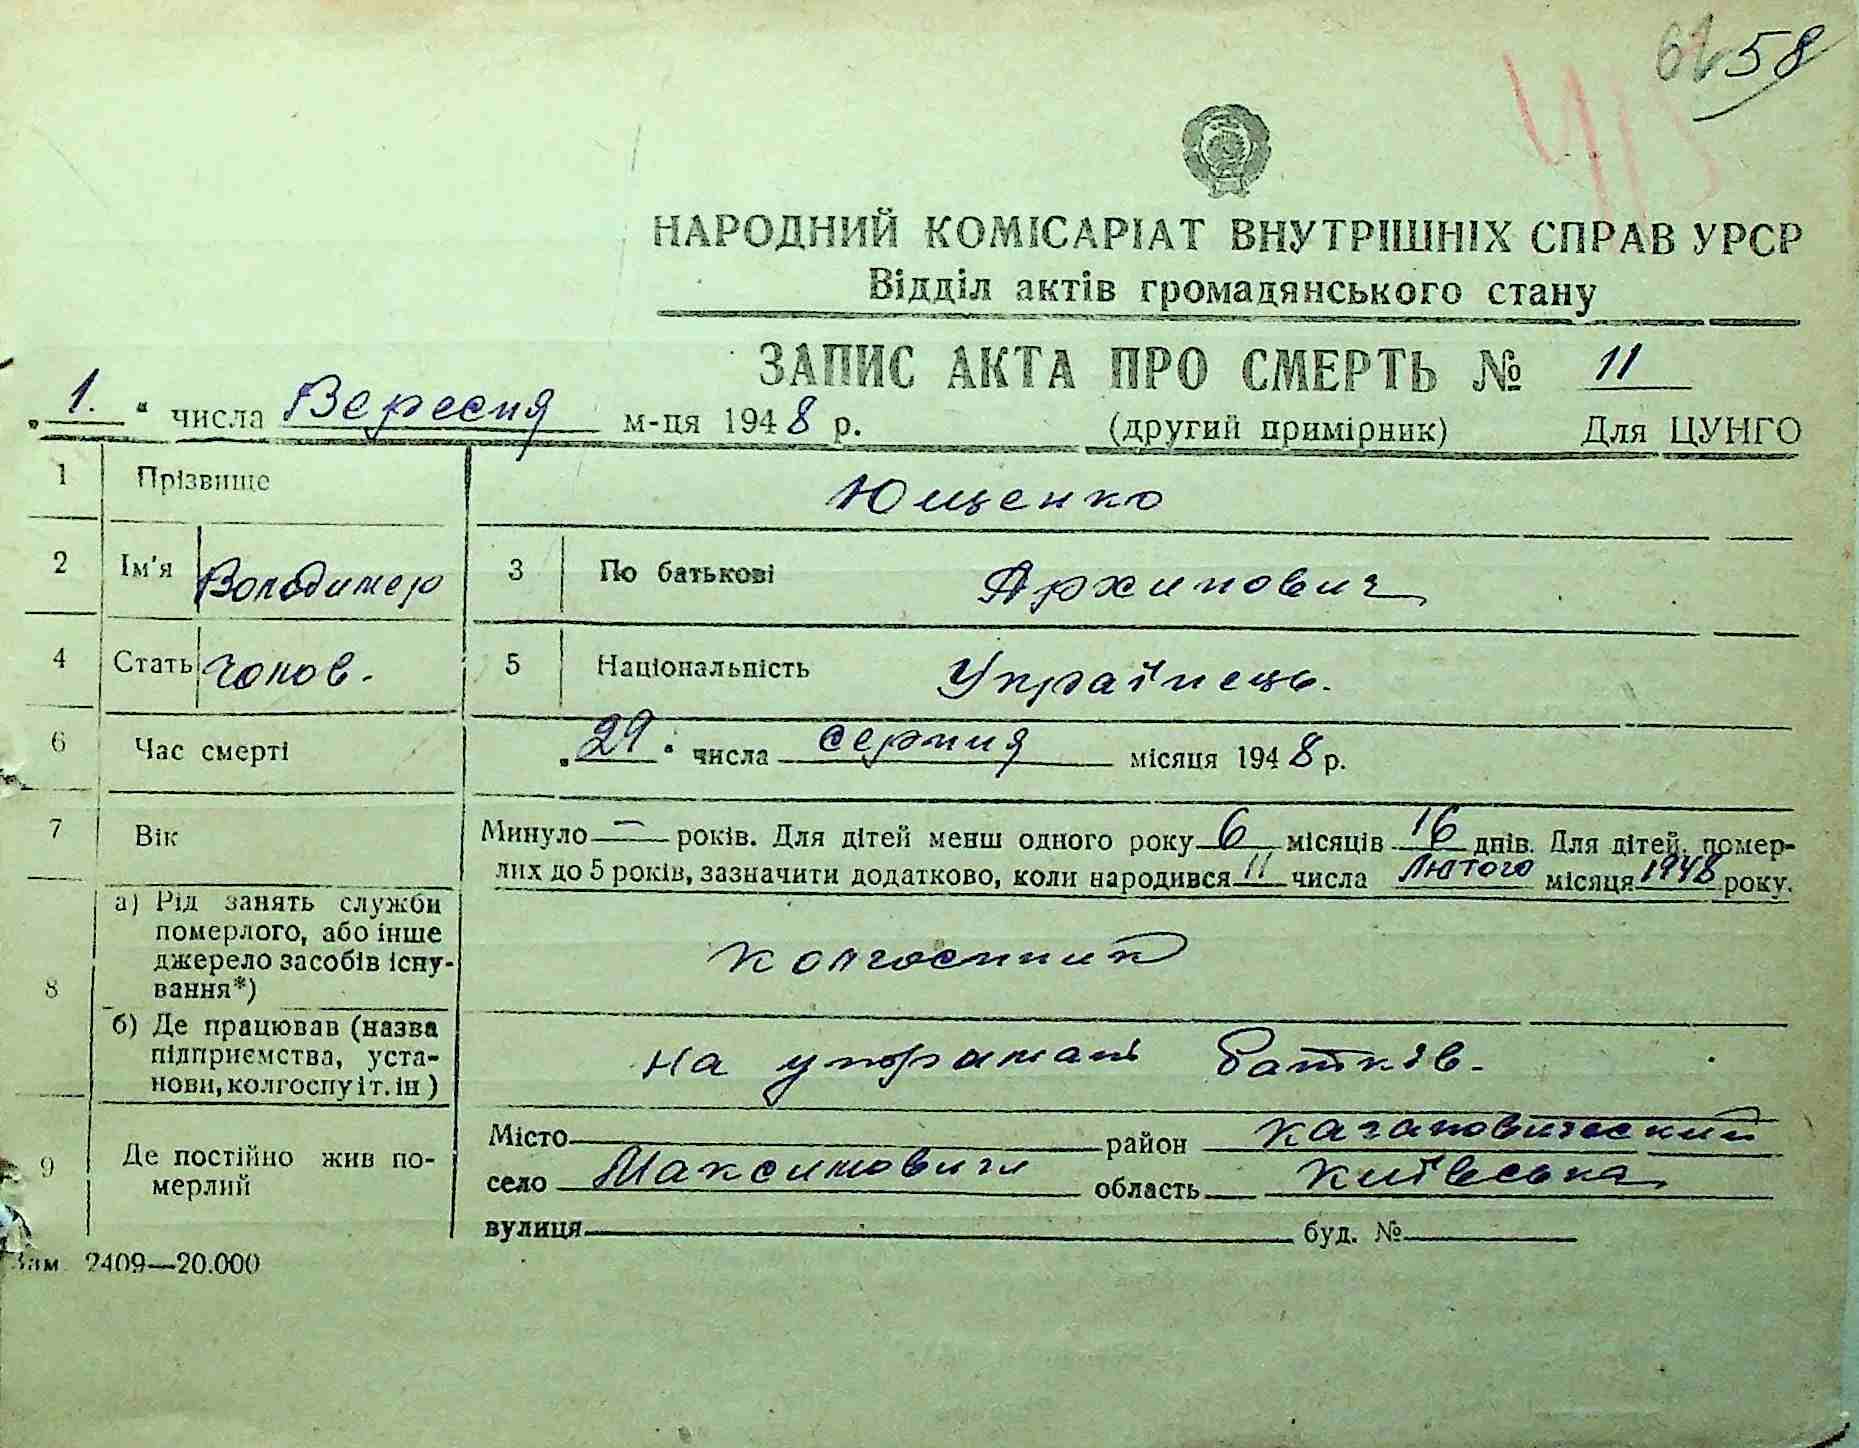 58
НАРОДНИЙ КОМІСАРІАТ ВНУТРІШНІХ СПРАВ УРСР
Відділ актів громадянського стану
ЗАПИС АКТА ПРО СМЕРТЬ № 11
„1.“ числа Вересня м-ця 1948 р. (другий примірник) Для ЦУНГО
1 Прізвище Ющенко
2 Ім'я Володимер 3 По батькові Архипович
4 Стать чолов. 5 Національність Українець.
6 Час смерті „29“ числа серпня місяця 1948 р.
7 Вік Минуло — років. Для дітей менш одного року 6 місяців 16 днів. Для дітей, помер-
лих до 5 років, зазначити додатково, коли народився 11 числа Лютого місяця 1948 року.
8 а) Рід занять служби
померлого, або інше
джерело засобів існу-
вання*) колгоспник
б) Де працював (назва
підприємства, уста-
нови, колгоспу і т. ін) на утриманні батьків.
9 Де постійно жив по-
мерлий
Місто район Кагановический
село Максимовичи область Київська
вулиця буд. №
Зам 2409—20.000